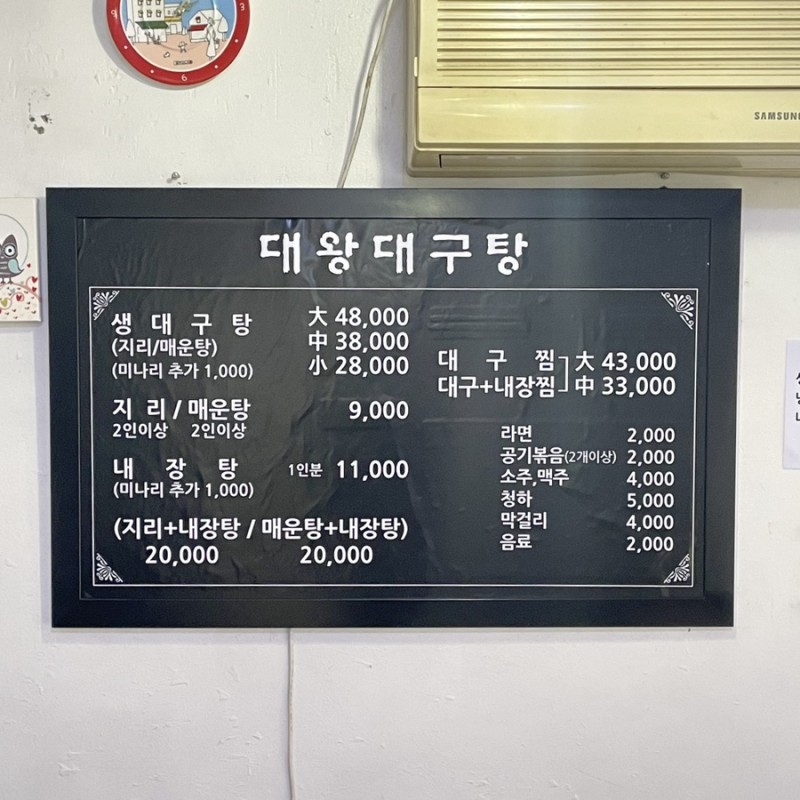 SAMSUNG
대왕대구탕
생 대 구 탕 大 48,000
(지리/매운탕) 中 38,000
(미나리 추가 1,000) 小 28,000
지 리 / 매운탕 9,000
2인이상 2인이상
내 장 탕 1인분 11,000
(미나리 추가 1,000)
(지리+내장탕 / 매운탕+내장탕)
20,000 20,000
대 구 찜 大 43,000
대구+내장찜 中 33,000
라면 2,000
공기볶음(2개이상) 2,000
소주,맥주 4,000
청하 5,000
막걸리 4,000
음료 2,000
9 3
6